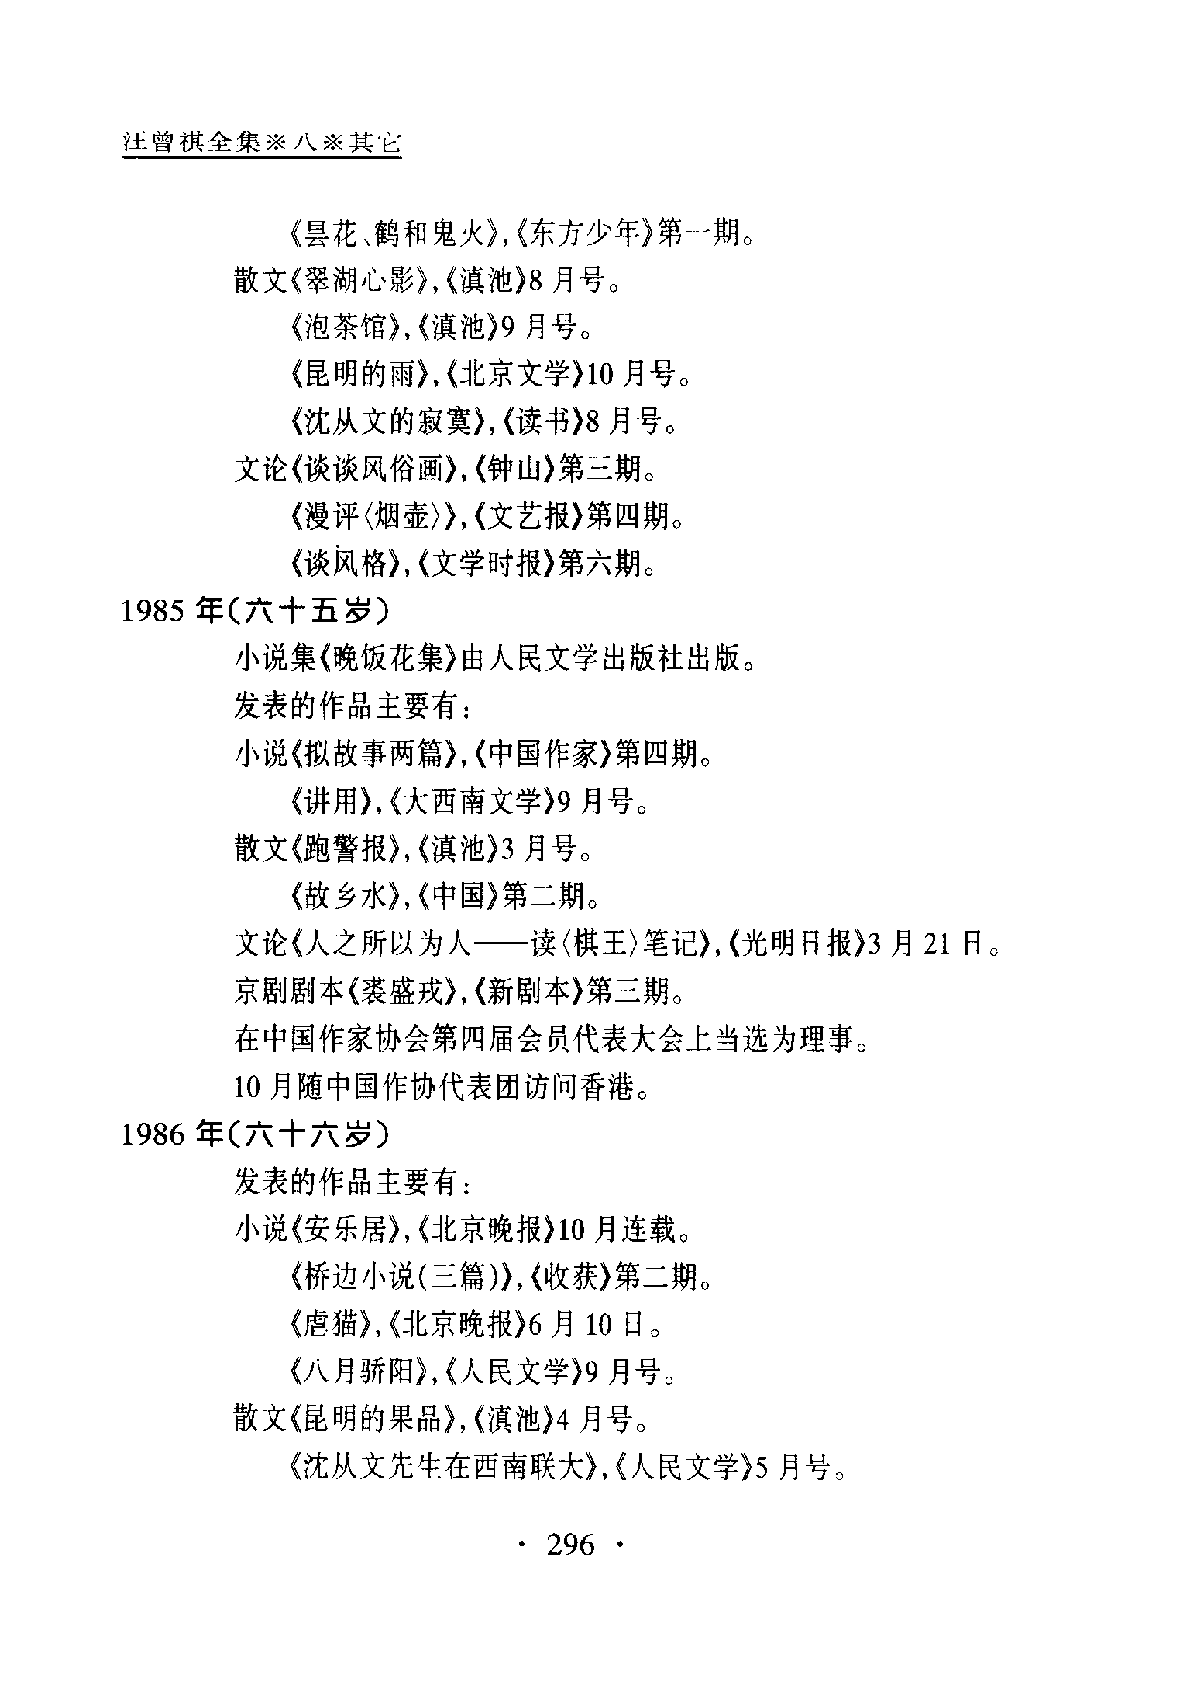 汪曾祺全集※八※其它
《昙花、鹤和鬼火》,《东方少年》第一期。
散文《翠湖心影》,《滇池》8 月号。
《泡茶馆》,《滇池》9 月号。
《昆明的雨》,《北京文学》10 月号。
《沈从文的寂寞》,《读书》8 月号。
文论《谈谈风俗画》,《钟山》第三期。
《漫评〈烟壶〉》,《文艺报》第四期。
《谈风格》,《文学时报》第六期。
1985 年(六十五岁)
小说集《晚饭花集》由人民文学出版社出版。
发表的作品主要有:
小说《拟故事两篇》,《中国作家》第四期。
《讲用》,《大西南文学》9 月号。
散文《跑警报》,《滇池》3 月号。
《故乡水》,《中国》第二期。
文论《人之所以为人——读〈棋王〉笔记》,《光明日报》3 月 21 日。
京剧剧本《裘盛戎》,《新剧本》第三期。
在中国作家协会第四届会员代表大会上当选为理事。
10 月随中国作协代表团访问香港。
1986 年(六十六岁)
发表的作品主要有:
小说《安乐居》,《北京晚报》10 月连载。
《桥边小说(三篇)》,《收获》第二期。
《虐猫》,《北京晚报》6 月 10 日。
《八月骄阳》,《人民文学》9 月号。
散文《昆明的果品》,《滇池》4 月号。
《沈从文先生在西南联大》,《人民文学》5 月号。
· 296 ·